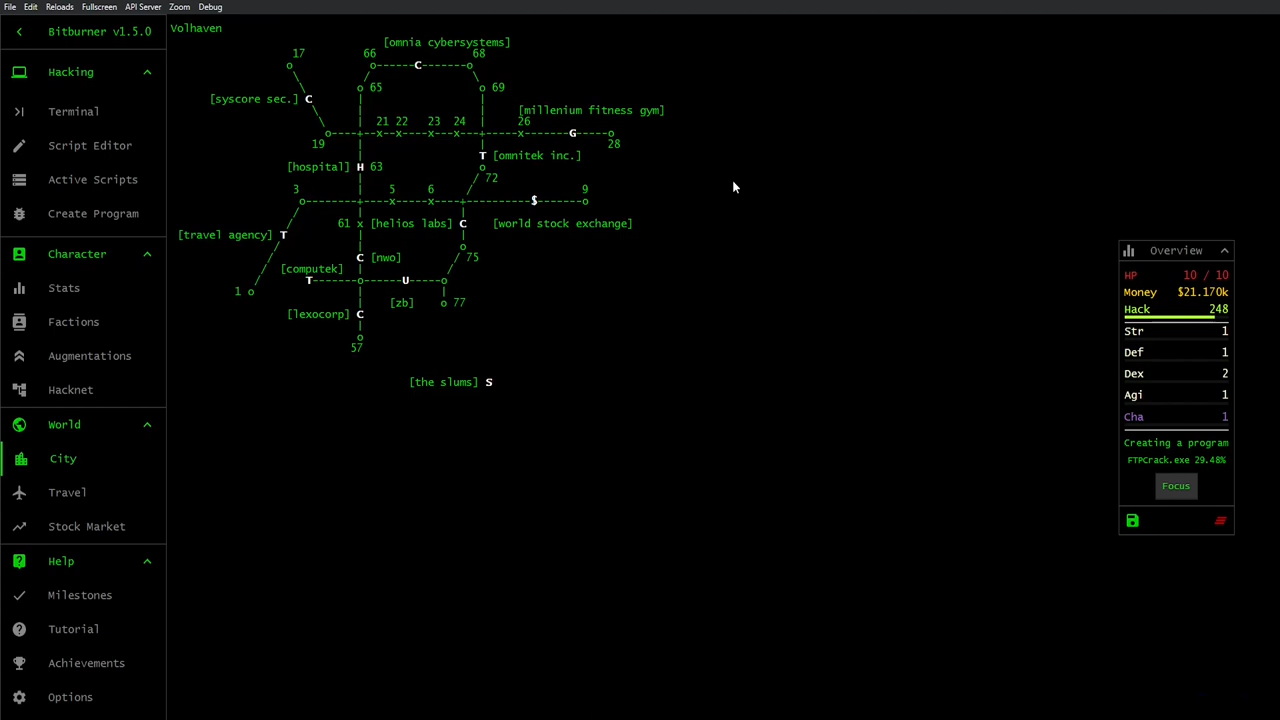 File Edit Reloads Fullscreen API Server Zoom Debug
Bitburner v1.5.0
Hacking
Terminal
Script Editor
Active Scripts
Create Program
Character
Stats
Factions
Augmentations
Hacknet
World
City
Travel
Stock Market
Help
Milestones
Tutorial
Achievements
Options
Volhaven
[omnia cybersystems]
17 66 68
o o------C------o
65 69
[syscore sec.] C
[millenium fitness gym]
21 22 23 24 26
19 28
T [omnitek inc.]
[hospital] H 63
72
3 5 6 $ 9
61 x [helios labs] C [world stock exchange]
[travel agency] T
C [nwo] 75
[computek]
T U
1 o
[zb] o 77
[lexocorp] C
57
[the slums] S
Overview
HP 10 / 10
Money $21.170k
Hack 248
Str 1
Def 1
Dex 2
Agi 1
Cha 1
Creating a program
FTPCrack.exe 29.48%
Focus